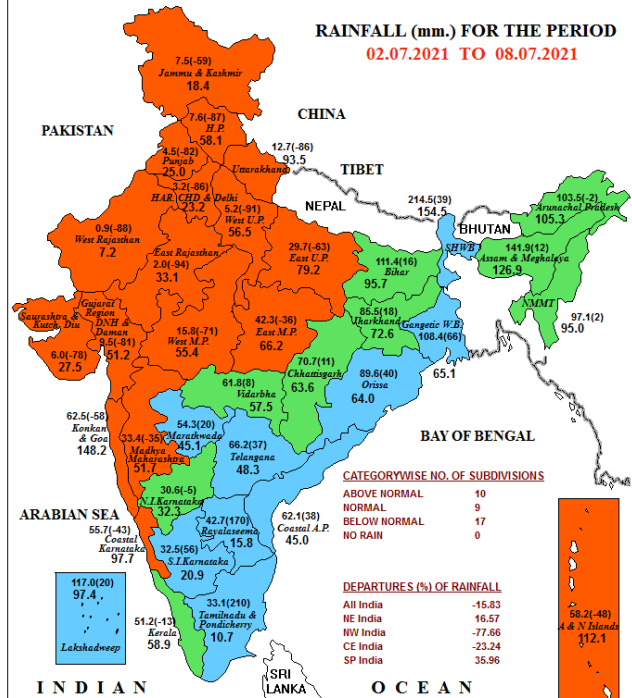 RAINFALL (mm.) FOR THE PERIOD
02.07.2021 TO 08.07.2021
7.5(-59)
Jammu & Kashmir
18.4
CHINA
7.6(-87)
H.P.
58.1
PAKISTAN
12.7(-86)
93.5
4.5(-82)
Punjab
25.0
Uttarakhand
TIBET
3.2(-86)
HAR. CHD & Delhi
23.2
NEPAL
5.2(-91)
West U.P.
56.5
214.5(39)
154.5
103.5(-2)
Arunachal Pradesh
105.3
BHUTAN
0.9(-88)
West Rajasthan
7.2
East Rajasthan
2.0(-94)
33.1
29.7(-63)
East U.P.
79.2
SHWB
141.9(12)
Assam & Meghalaya
126.9
111.4(16)
Bihar
95.7
NMMT
97.1(2)
95.0
Saurashtra &
Kutch, Diu
6.0(-78)
27.5
Gujarat
Region
DNH &
Daman
9.5(-81)
51.2
15.8(-71)
West M.P.
55.4
42.3(-36)
East M.P.
66.2
85.5(18)
Jharkhand
72.6
Gangetic W.B.
108.4(66)
65.1
70.7(11)
Chhattisgarh
63.6
89.6(40)
Orissa
64.0
61.8(8)
Vidarbha
57.5
62.5(-58)
Konkan
& Goa
148.2
54.3(20)
Marathwada
45.1
33.4(-35)
Madhya
Maharashtra
51.7
66.2(37)
Telangana
48.3
BAY OF BENGAL
30.6(-5)
N.I.Karnataka
32.3
ARABIAN SEA
42.7(170)
Rayalaseema
15.8
62.1(38)
Coastal A.P.
45.0
55.7(-43)
Coastal
Karnataka
97.7
32.5(56)
S.I.Karnataka
20.9
117.0(20)
97.4
Lakshadweep
33.1(210)
Tamilnadu &
Pondicherry
10.7
51.2(-13)
Kerala
58.9
CATEGORYWISE NO. OF SUBDIVISIONS
ABOVE NORMAL 10
NORMAL 9
BELOW NORMAL 17
NO RAIN 0
DEPARTURES (%) OF RAINFALL
All India -15.83
NE India 16.57
NW India -77.66
CE India -23.24
SP India 35.96
58.2(-48)
A & N Islands
112.1
SRI
LANKA
INDIAN OCEAN